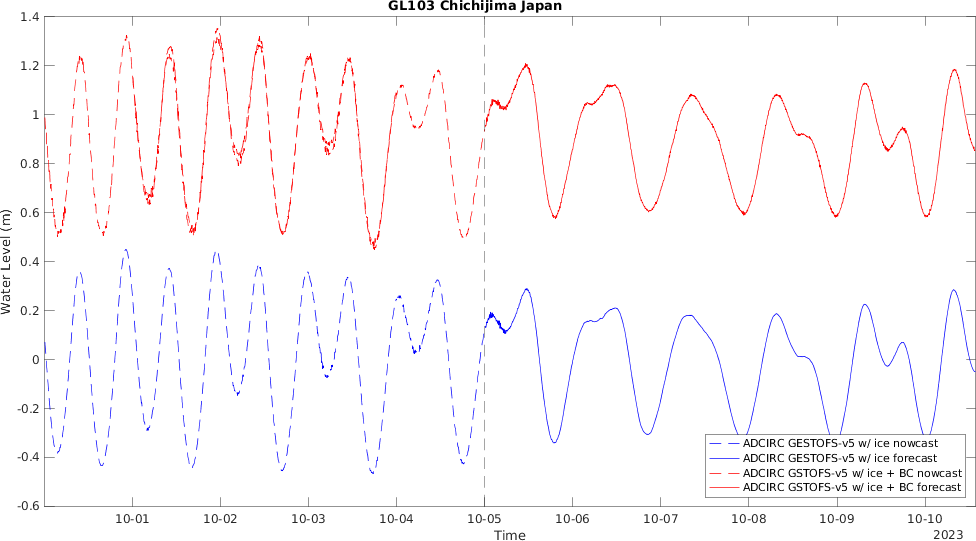 GL103 Chichijima Japan
1.4
1.2
1
0.8
0.6
0.4
0.2
0
-0.2
-0.4
-0.6
Water Level (m)
ADCIRC GESTOFS-v5 w/ ice nowcast
ADCIRC GESTOFS-v5 w/ ice forecast
ADCIRC GSTOFS-v5 w/ ice + BC nowcast
ADCIRC GSTOFS-v5 w/ ice + BC forecast
10-01 10-02 10-03 10-04 10-05 10-06 10-07 10-08 10-09 10-10
Time
2023